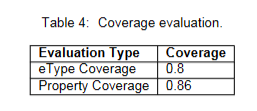 Table 4: Coverage evaluation.
Evaluation Type Coverage
eType Coverage 0.8
Property Coverage 0.86